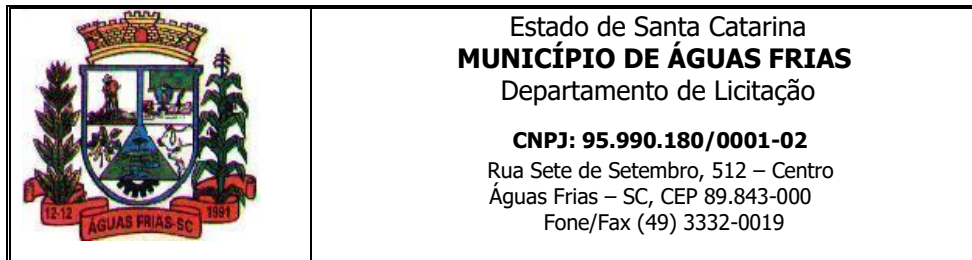 12-12
ÁGUAS FRIAS-SC
1991
Estado de Santa Catarina
MUNICÍPIO DE ÁGUAS FRIAS
Departamento de Licitação
CNPJ: 95.990.180/0001-02
Rua Sete de Setembro, 512 – Centro
Águas Frias – SC, CEP 89.843-000
Fone/Fax (49) 3332-0019